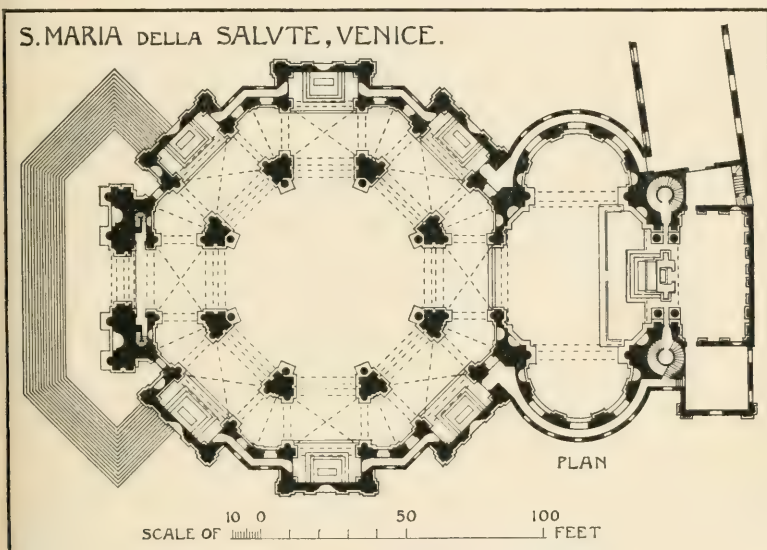 S. MARIA DELLA SALVTE, VENICE.
PLAN
10 0 50 100
SCALE OF FEET